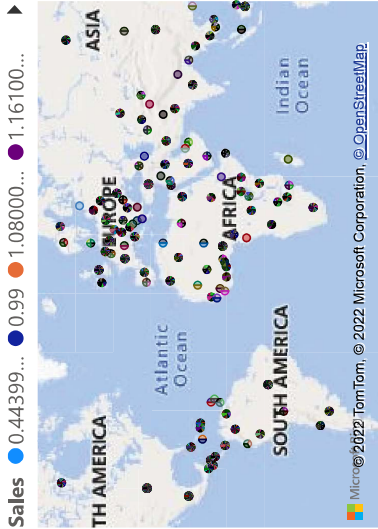 Sales 0.44399... 0.99 1.08000... 1.16100...
ASIA
EUROPE
TH AMERICA
Atlantic
Ocean
AFRICA
Indian
Ocean
SOUTH AMERICA
Microsoft
© 2022 TomTom, © 2022 Microsoft Corporation, © OpenStreetMap